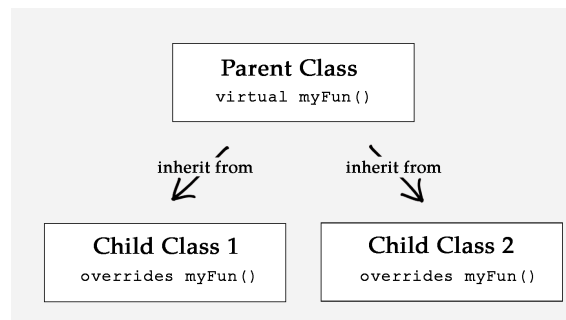 Parent Class
virtual myFun()
inherit from
inherit from
Child Class 1
overrides myFun()
Child Class 2
overrides myFun()